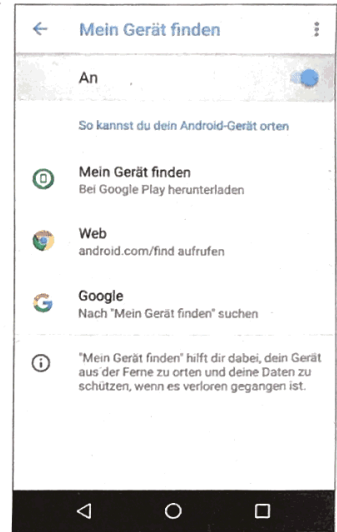 Mein Gerät finden
An
So kannst du dein Android-Gerät orten
Mein Gerät finden
Bei Google Play herunterladen
Web
android.com/find aufrufen
Google
Nach "Mein Gerät finden" suchen
"Mein Gerät finden" hilft dir dabei, dein Gerät
aus der Ferne zu orten und deine Daten zu
schützen, wenn es verloren gegangen ist.